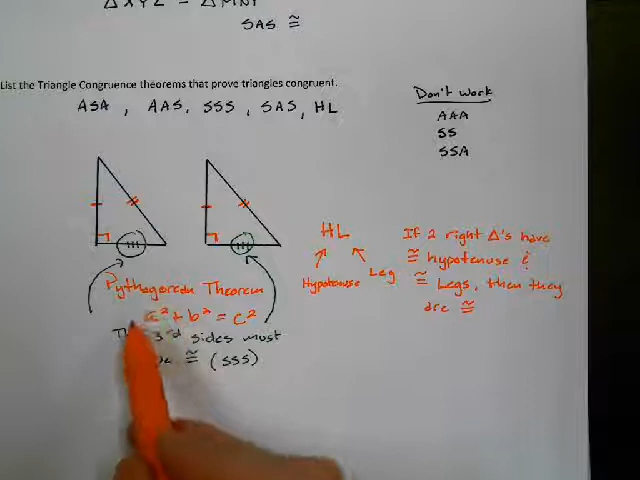 SAS ≅
List the Triangle Congruence theorems that prove triangles congruent.
ASA, AAS, SSS, SAS, HL
Don't Work
AAA
SS
SSA
HL
Hypotenuse
Leg
If 2 right Δ's have
≅ hypotenuse &
≅ Legs, then they
are ≅
Pythagorean Theorem
a² + b² = c²
3rd sides must
≅ (SSS)